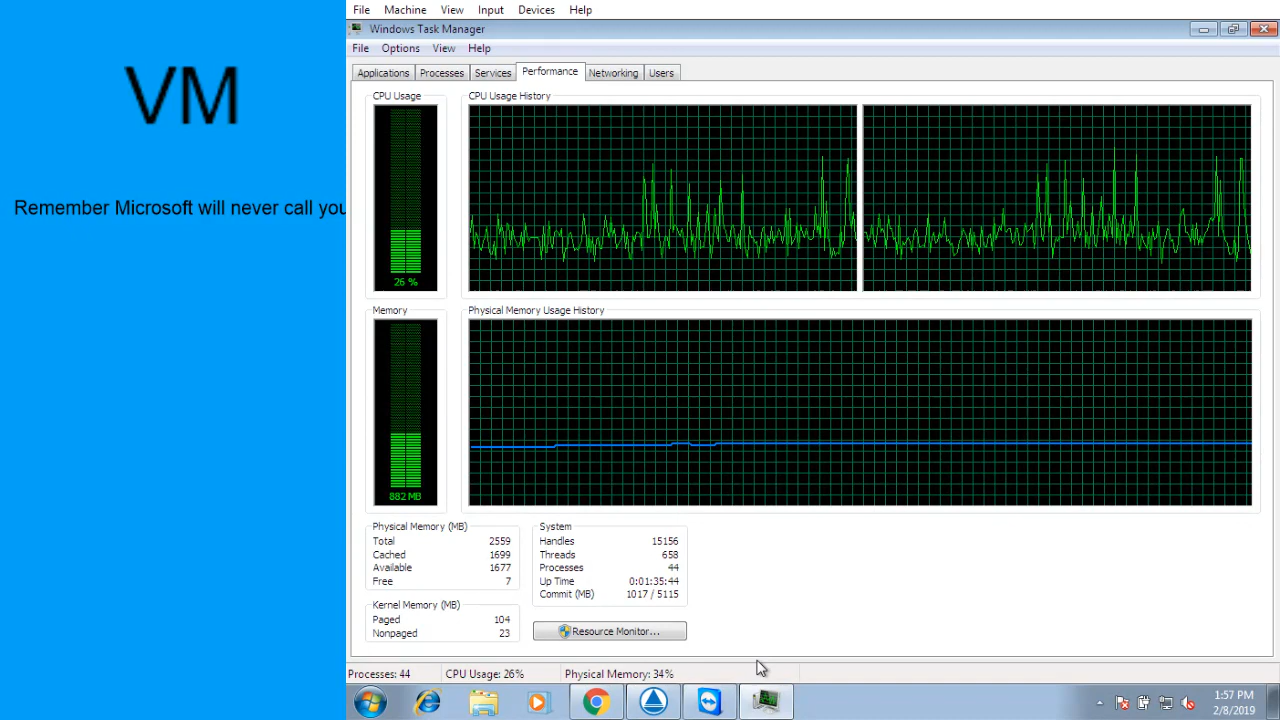 VM
Remember Microsoft will never call you
File Machine View Input Devices Help
Windows Task Manager
File Options View Help
Applications Processes Services Performance Networking Users
CPU Usage CPU Usage History
26 %
Memory Physical Memory Usage History
882 MB
Physical Memory (MB)
Total 2559
Cached 1699
Available 1677
Free 7
Kernel Memory (MB)
Paged 104
Nonpaged 23
System
Handles 15156
Threads 658
Processes 44
Up Time 0:01:35:44
Commit (MB) 1017 / 5115
Resource Monitor...
Processes: 44 CPU Usage: 26% Physical Memory: 34%
1:57 PM
2/8/2019